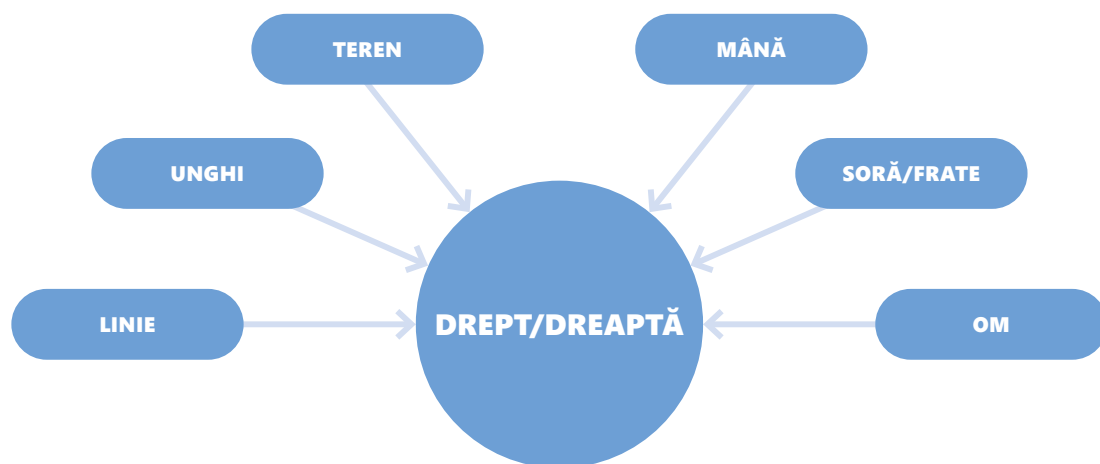 TEREN
MÂNĂ
UNGHI
SORĂ/FRATE
LINIE
DREPT/DREAPTĂ
OM